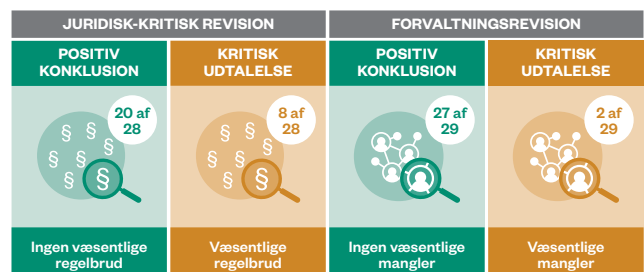 JURIDISK-KRITISK REVISION
FORVALTNINGSREVISION
POSITIV
KONKLUSION
KRITISK
UDTALELSE
POSITIV
KONKLUSION
KRITISK
UDTALELSE
20 af
28
8 af
28
27 af
29
2 af
29
§ § § § § § § §
§ § § § § § § §
Ingen væsentlige
regelbrud
Væsentlige
regelbrud
Ingen væsentlige
mangler
Væsentlige
mangler